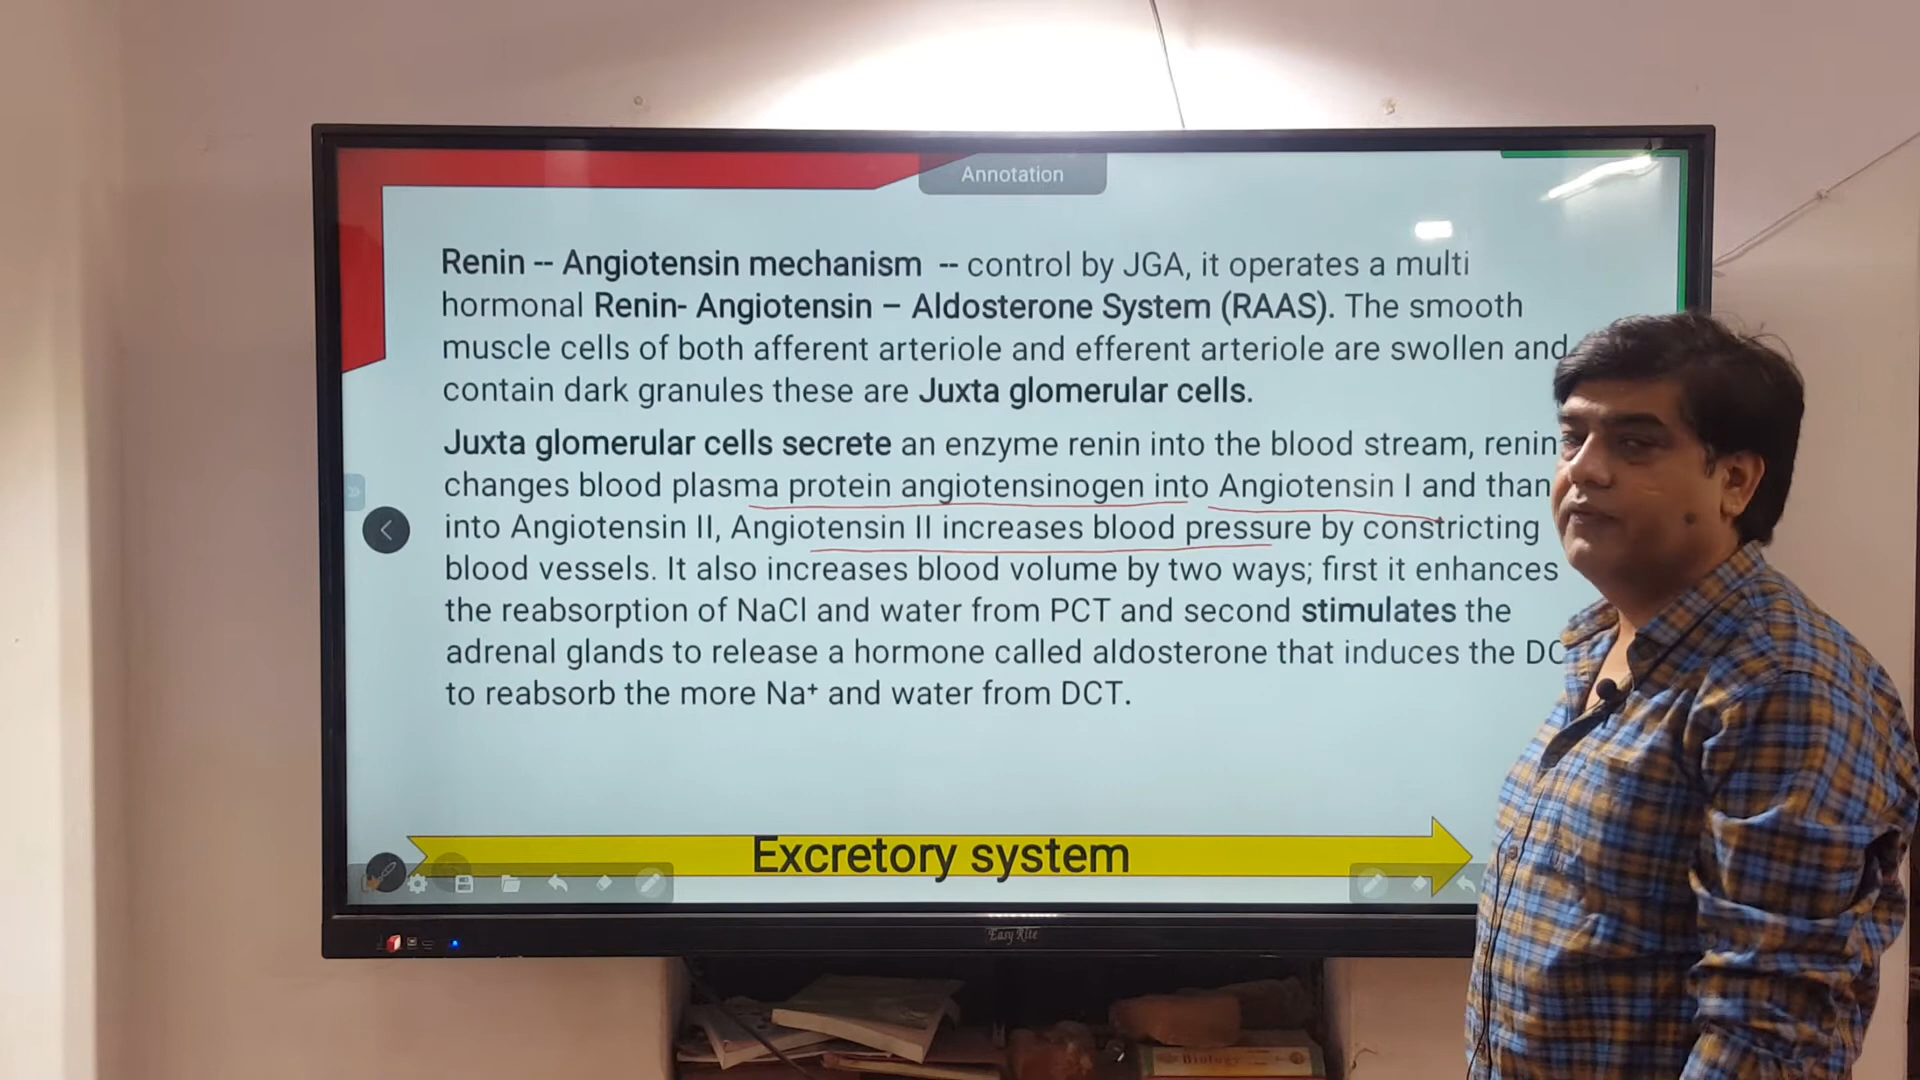 Annotation
Renin -- Angiotensin mechanism -- control by JGA, it operates a multi
hormonal Renin- Angiotensin – Aldosterone System (RAAS). The smooth
muscle cells of both afferent arteriole and efferent arteriole are swollen and
contain dark granules these are Juxta glomerular cells.
Juxta glomerular cells secrete an enzyme renin into the blood stream, renin
changes blood plasma protein angiotensinogen into Angiotensin I and than
into Angiotensin II, Angiotensin II increases blood pressure by constricting
blood vessels. It also increases blood volume by two ways; first it enhances
the reabsorption of NaCl and water from PCT and second stimulates the
adrenal glands to release a hormone called aldosterone that induces the DC
to reabsorb the more Na⁺ and water from DCT.
Excretory system
EasyRite
Biology